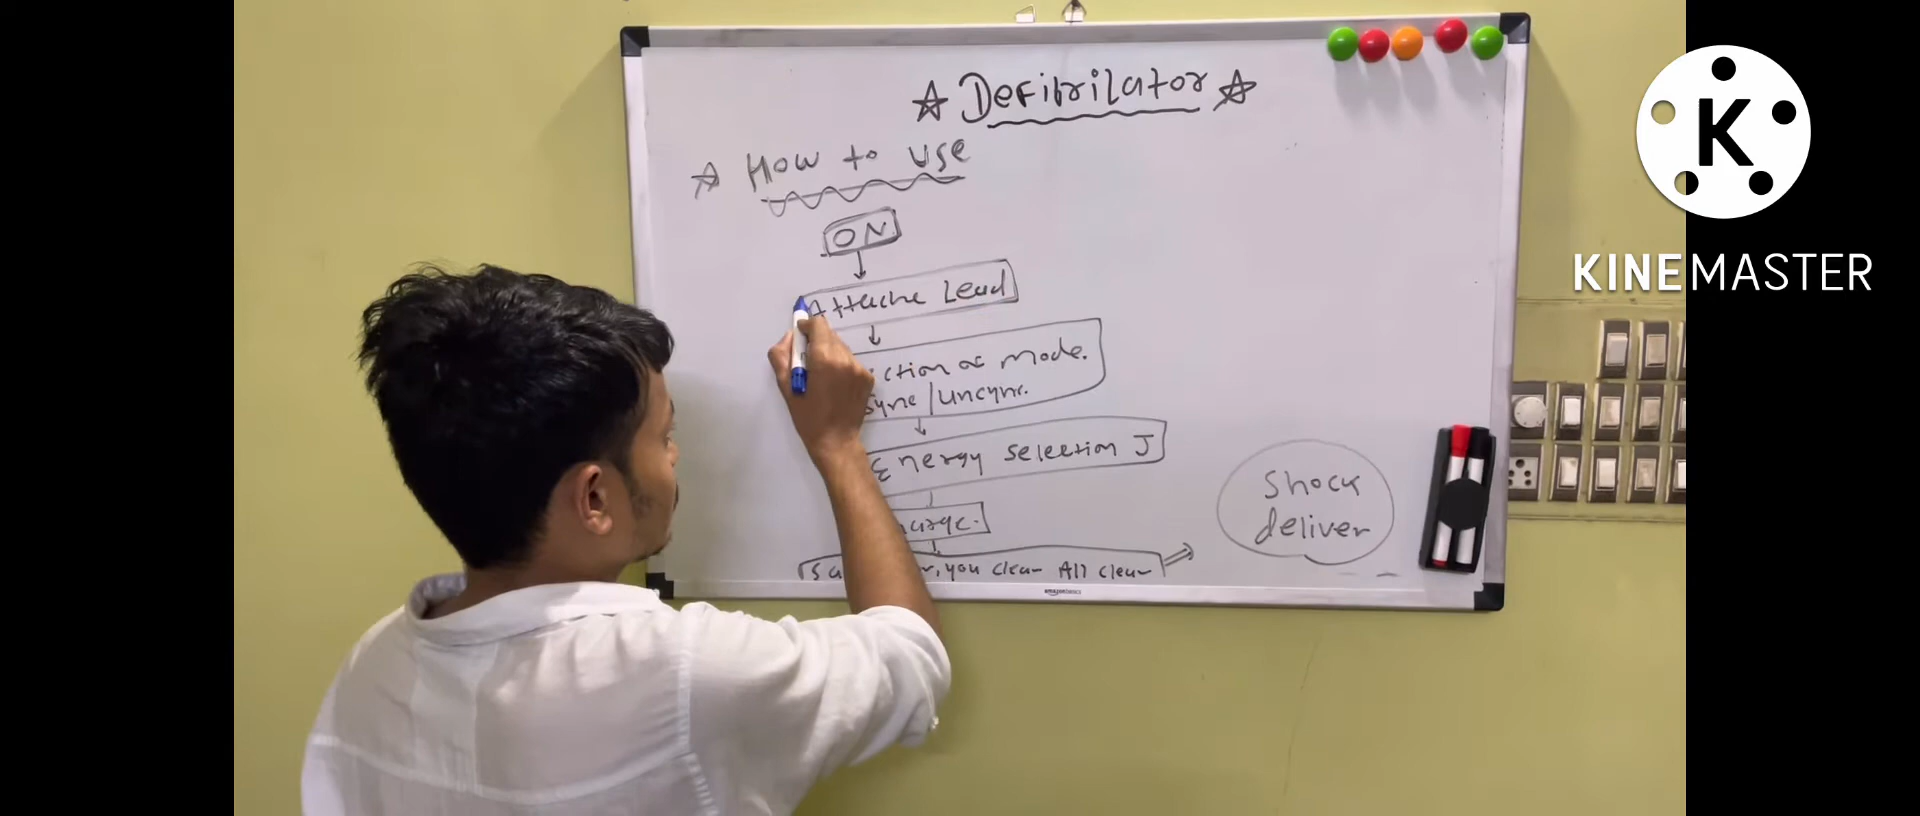 Defibrilator
How to use
ON
Attache Lead
ction of mode.
Sync/Uncync.
Energy selection J
Shock
deliver
you clear All clear
amazonbasics
K
KINEMASTER